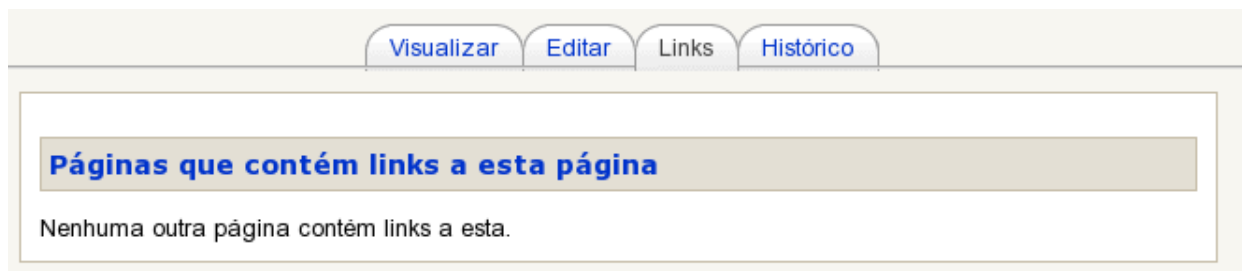 Visualizar Editar Links Histórico
Páginas que contém links a esta página
Nenhuma outra página contém links a esta.